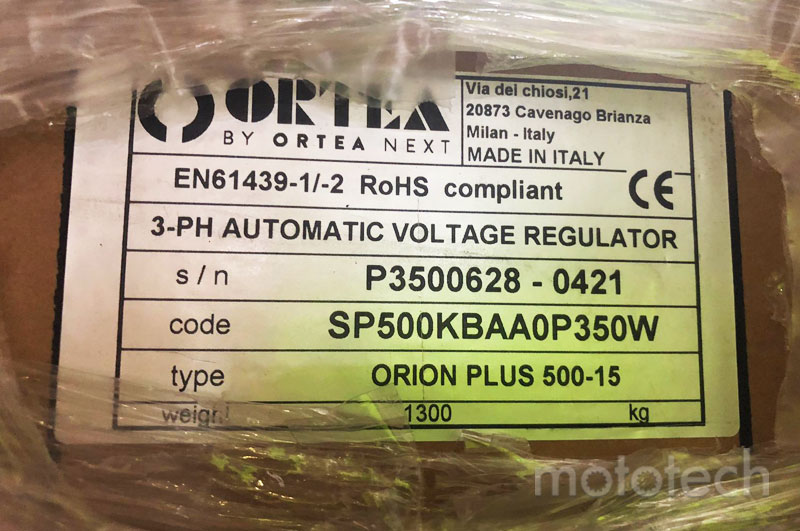 ORTEA
BY ORTEA NEXT
Via dei chiosi,21
20873 Cavenago Brianza
Milan - Italy
MADE IN ITALY
EN61439-1/-2 RoHS compliant CE
3-PH AUTOMATIC VOLTAGE REGULATOR
s / n P3500628 - 0421
code SP500KBAA0P350W
type ORION PLUS 500-15
weight 1300 kg
mototech